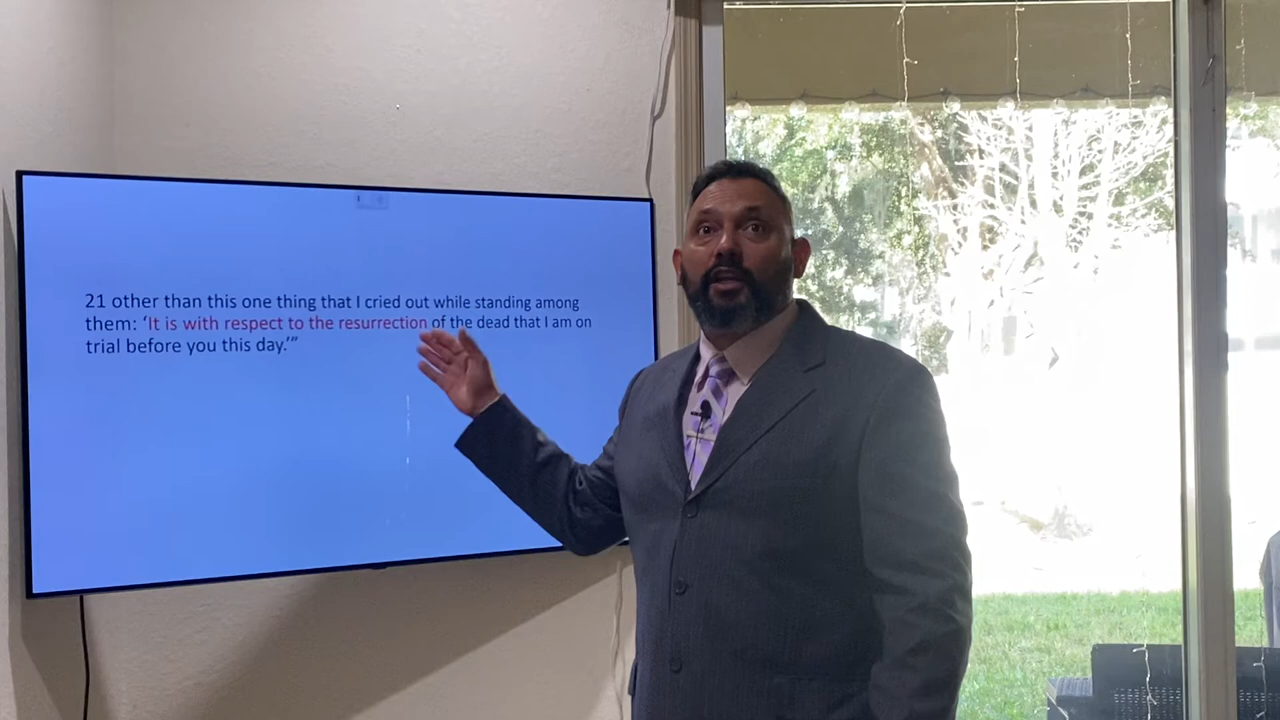 21 other than this one thing that I cried out while standing among
them: ‘It is with respect to the resurrection of the dead that I am on
trial before you this day.’”